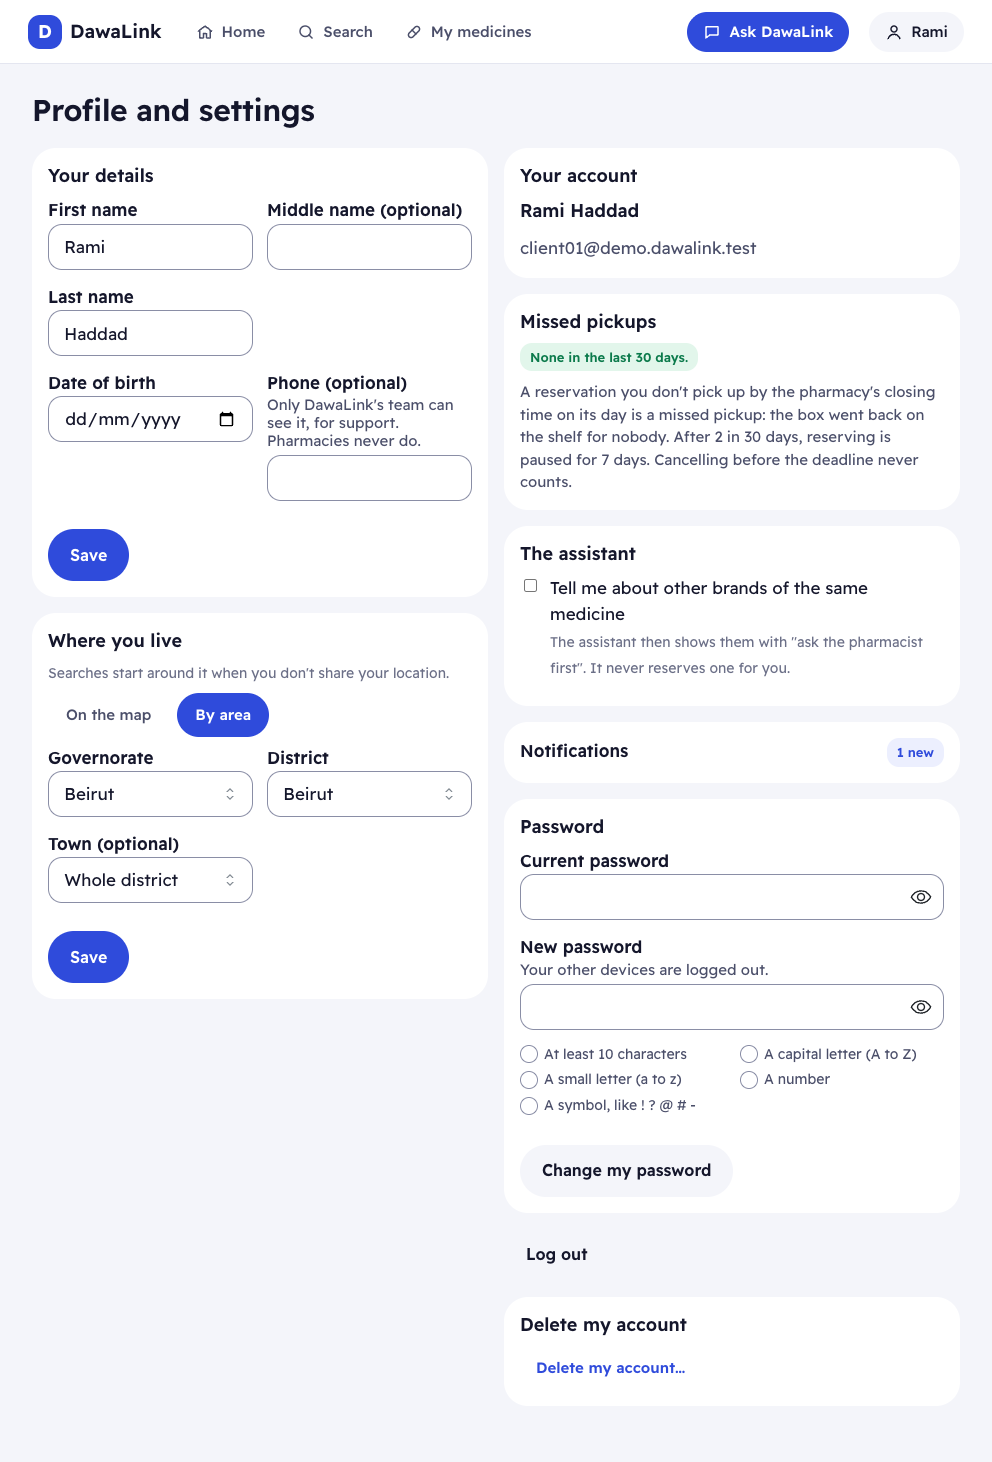 D DawaLink
Home
Search
My medicines
Ask DawaLink
Rami
Profile and settings
Your details
First name
Middle name (optional)
Rami
Last name
Haddad
Date of birth
Phone (optional)
Only DawaLink's team can
see it, for support.
Pharmacies never do.
dd/mm/yyyy
Save
Where you live
Searches start around it when you don't share your location.
On the map
By area
Governorate
District
Beirut
Beirut
Town (optional)
Whole district
Save
Your account
Rami Haddad
client01@demo.dawalink.test
Missed pickups
None in the last 30 days.
A reservation you don't pick up by the pharmacy's closing
time on its day is a missed pickup: the box went back on
the shelf for nobody. After 2 in 30 days, reserving is
paused for 7 days. Cancelling before the deadline never
counts.
The assistant
Tell me about other brands of the same
medicine
The assistant then shows them with "ask the pharmacist
first". It never reserves one for you.
Notifications
1 new
Password
Current password
New password
Your other devices are logged out.
At least 10 characters
A capital letter (A to Z)
A small letter (a to z)
A number
A symbol, like ! ? @ # -
Change my password
Log out
Delete my account
Delete my account...